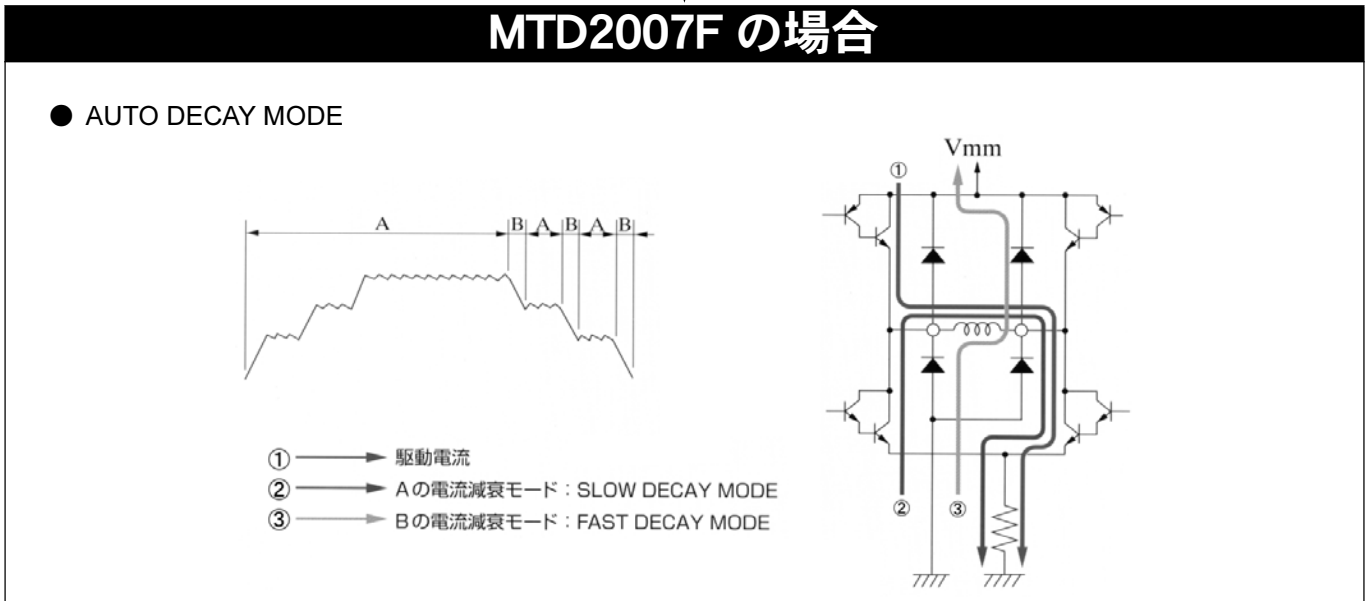 MTD2007F の場合
● AUTO DECAY MODE
A B A B A B
① 駆動電流
② Aの電流減衰モード：SLOW DECAY MODE
③ Bの電流減衰モード：FAST DECAY MODE
Vmm
①
② ③